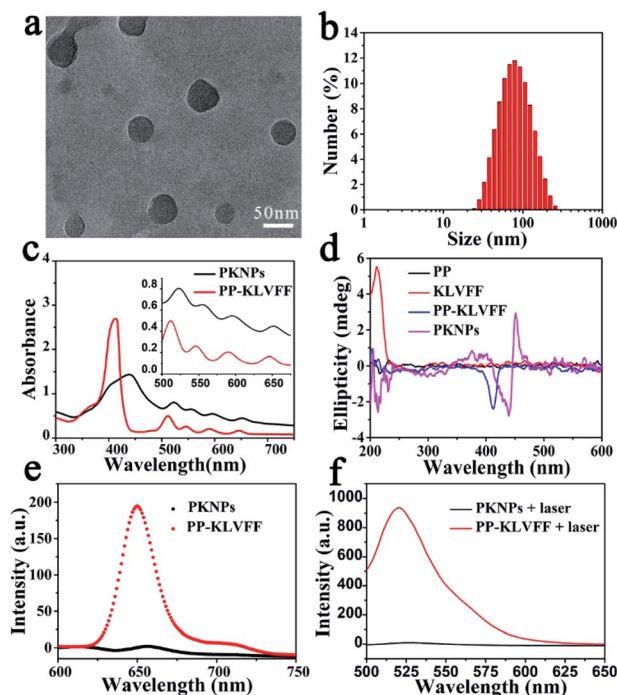 a
50nm
b
Number (%)
14
12
10
8
6
4
2
0
1
10
100
1000
Size (nm)
c
PKNPs
PP-KLVFF
Absorbance
4
3
2
1
0
0.8
0.6
0.4
0.2
0.0
500
550
600
650
300
400
500
600
700
Wavelength(nm)
d
PP
KLVFF
PP-KLVFF
PKNPs
Ellipticity (mdeg)
6
4
2
0
-2
-4
200
300
400
500
600
Wavelength (nm)
e
PKNPs
PP-KLVFF
Intensity (a.u.)
200
150
100
50
0
600
650
700
750
Wavelength (nm)
f
PKNPs + laser
PP-KLVFF + laser
Intensity (a.u.)
1000
800
600
400
200
0
500
525
550
575
600
625
650
Wavelength (nm)